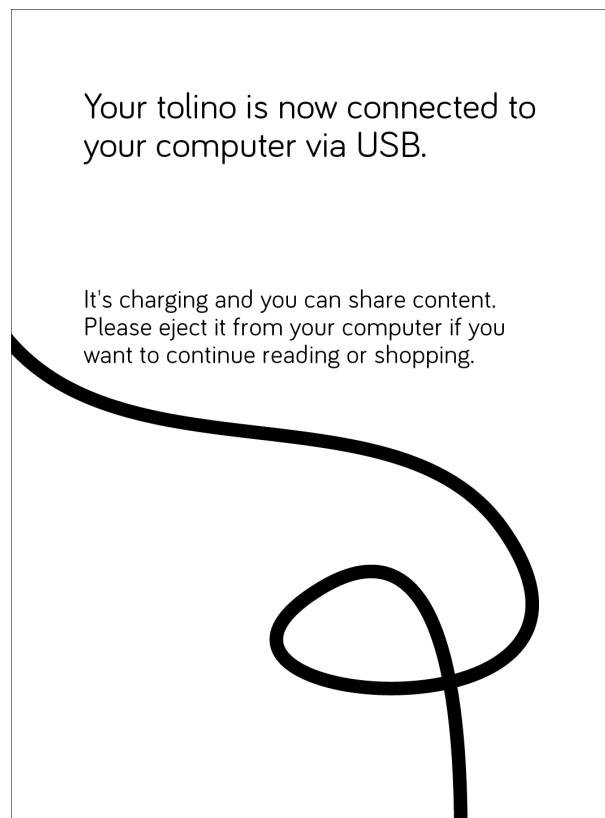 Your tolino is now connected to
your computer via USB.
It's charging and you can share content.
Please eject it from your computer if you
want to continue reading or shopping.